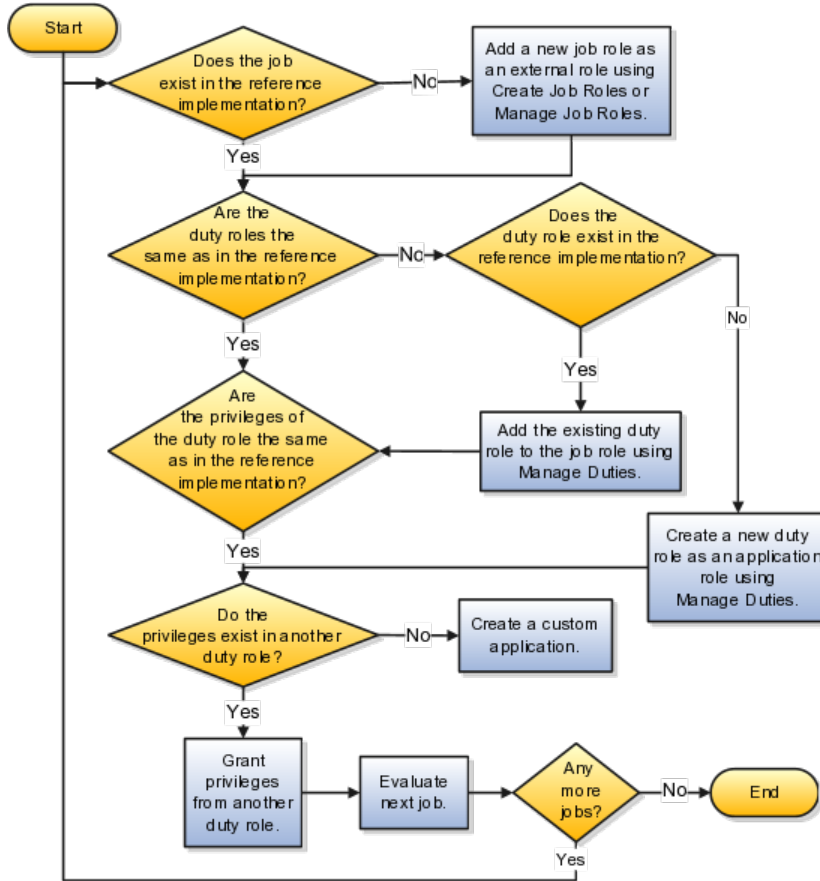 Start
Does the job
exist in the reference
implementation?
No
Add a new job role as
an external role using
Create Job Roles or
Manage Job Roles.
Yes
Are the
duty roles the
same as in the reference
implementation?
No
Does the
duty role exist in the
reference implementation?
No
Yes
Yes
Are
the privileges of
the duty role the same
as in the reference
implementation?
Add the existing duty
role to the job role using
Manage Duties.
Yes
Create a new duty
role as an application
role using
Manage Duties.
Do the
privileges exist in another
duty role?
No
Create a custom
application.
Yes
Grant
privileges
from another
duty role.
Evaluate
next job.
Any
more
jobs?
No
End
Yes